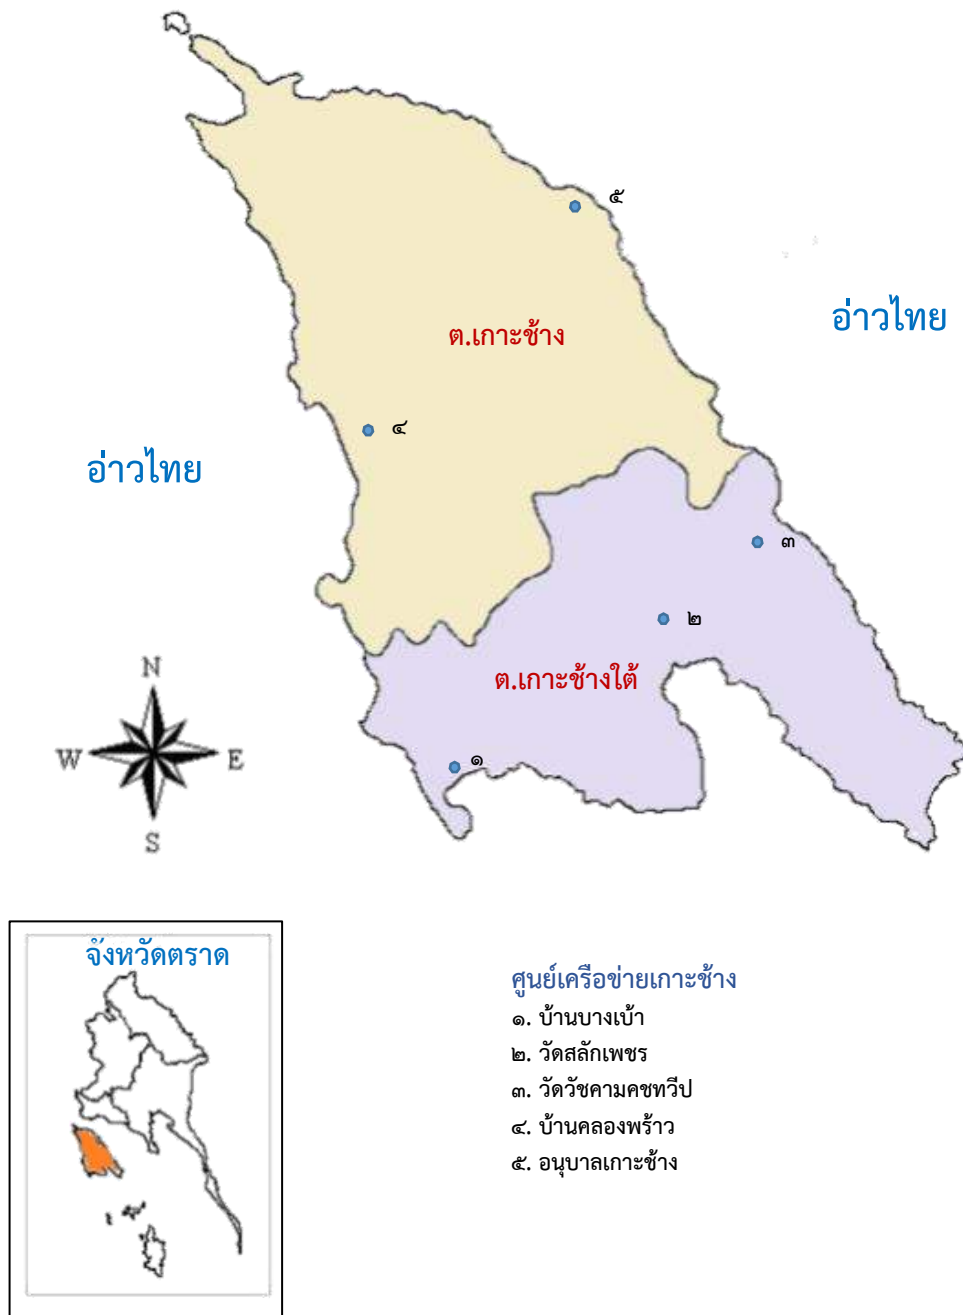 ๕
อ่าวไทย
ต.เกาะช้าง
๔
อ่าวไทย
๓
๒
ต.เกาะช้างใต้
N
W E
S
๑
จังหวัดตราด
ศูนย์เครือข่ายเกาะช้าง
๑. บ้านบางเบ้า
๒. วัดสลักเพชร
๓. วัดวัชคามคชทวีป
๔. บ้านคลองพร้าว
๕. อนุบาลเกาะช้าง